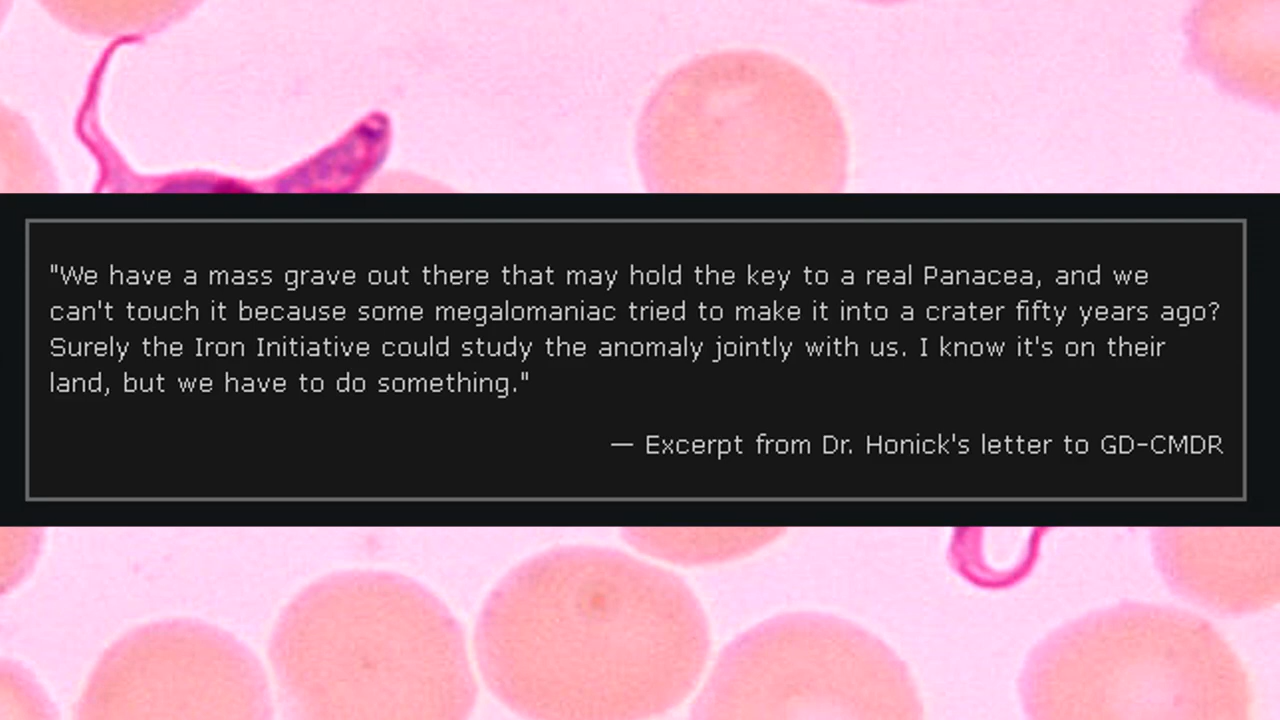 "We have a mass grave out there that may hold the key to a real Panacea, and we
can't touch it because some megalomaniac tried to make it into a crater fifty years ago?
Surely the Iron Initiative could study the anomaly jointly with us. I know it's on their
land, but we have to do something."
— Excerpt from Dr. Honick's letter to GD-CMDR